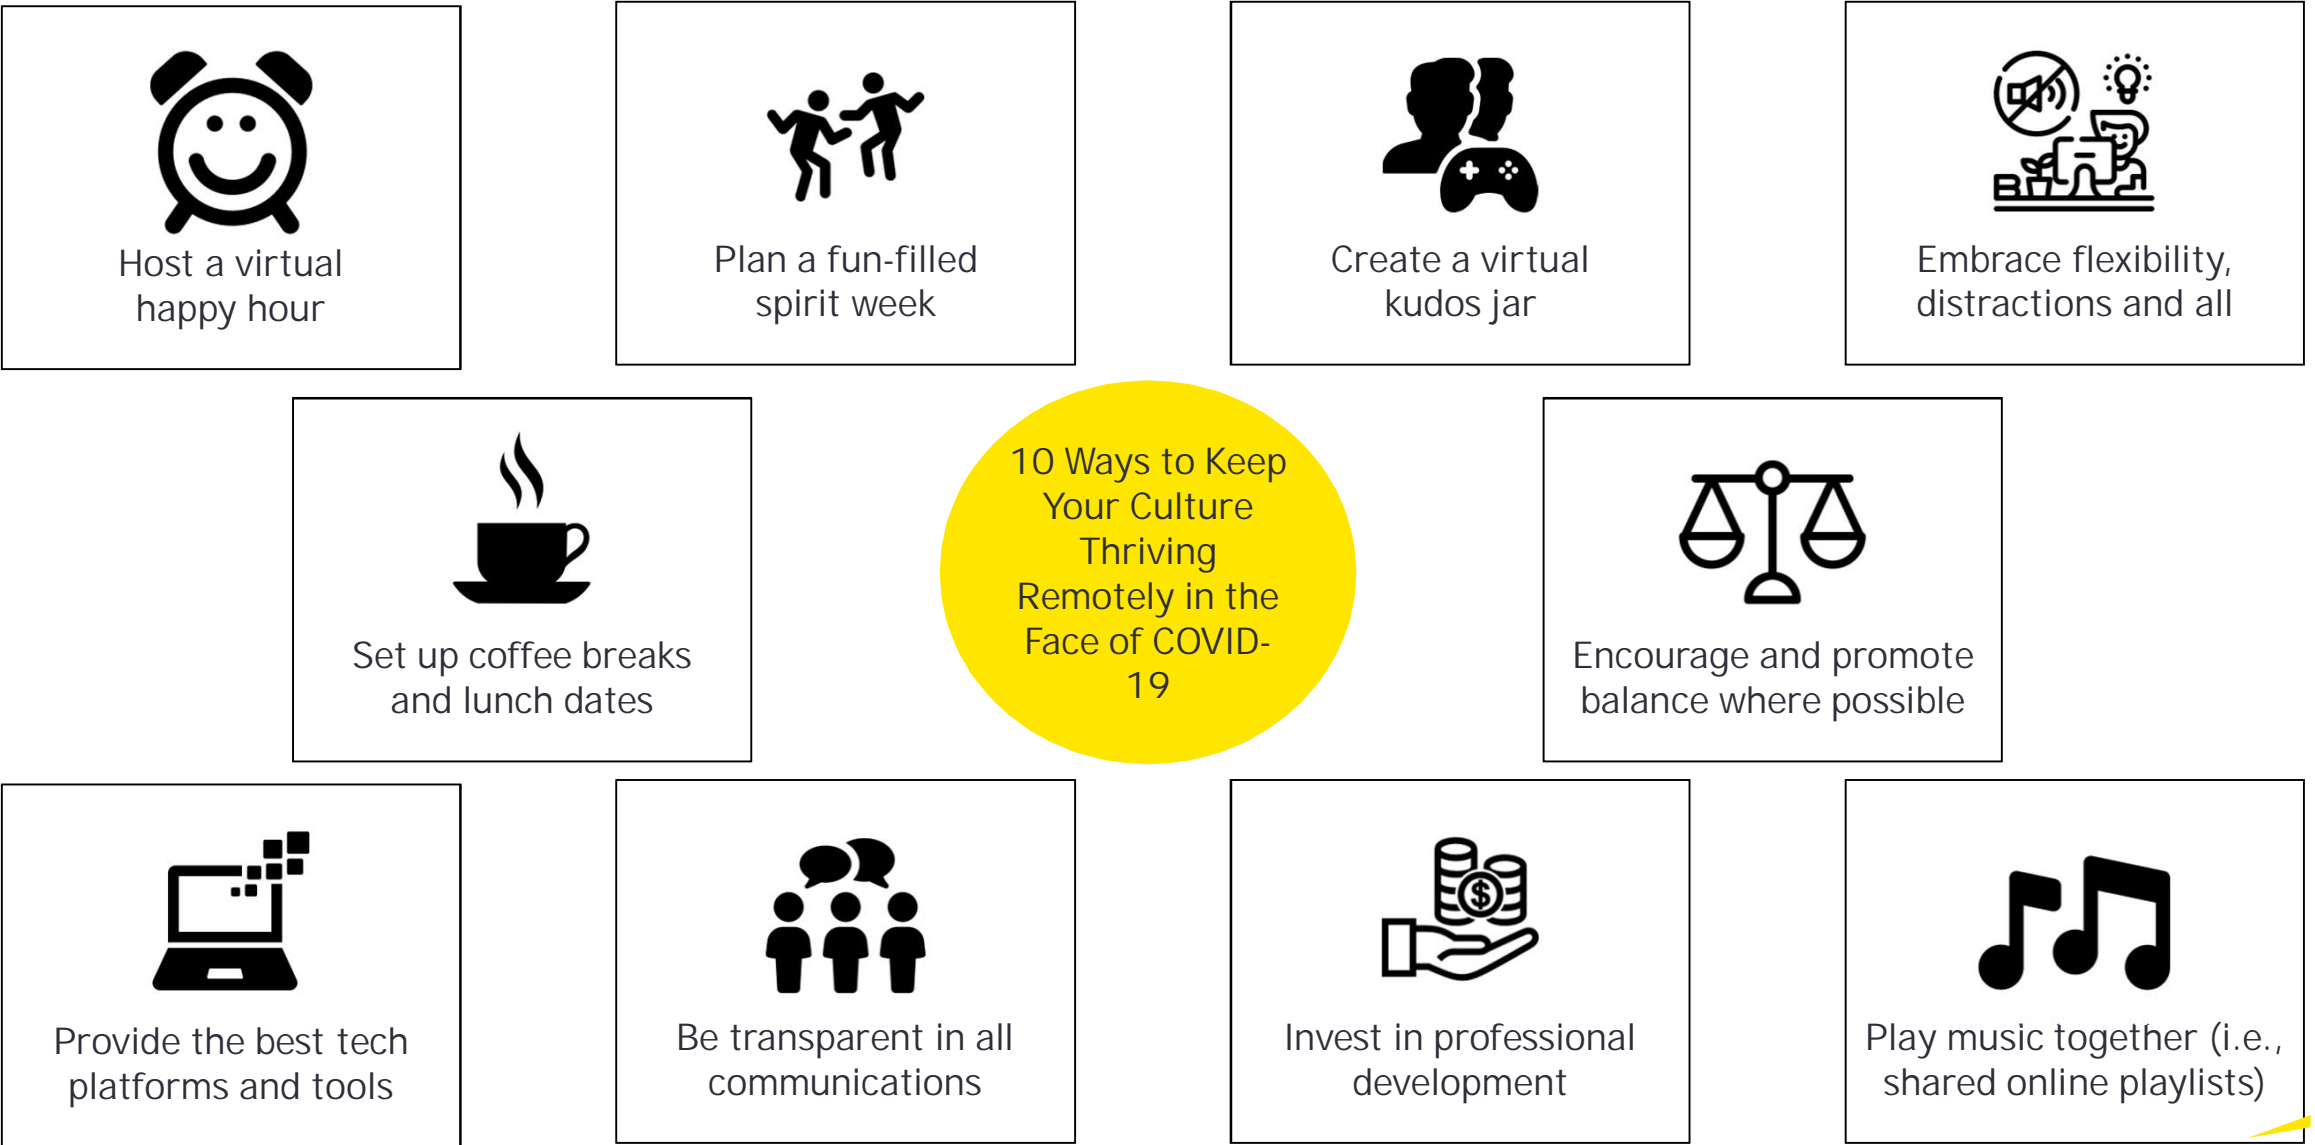 Host a virtual
happy hour
Plan a fun-filled
spirit week
Create a virtual
kudos jar
Embrace flexibility,
distractions and all
Set up coffee breaks
and lunch dates
10 Ways to Keep
Your Culture
Thriving
Remotely in the
Face of COVID-
19
Encourage and promote
balance where possible
Provide the best tech
platforms and tools
Be transparent in all
communications
Invest in professional
development
Play music together (i.e.,
shared online playlists)